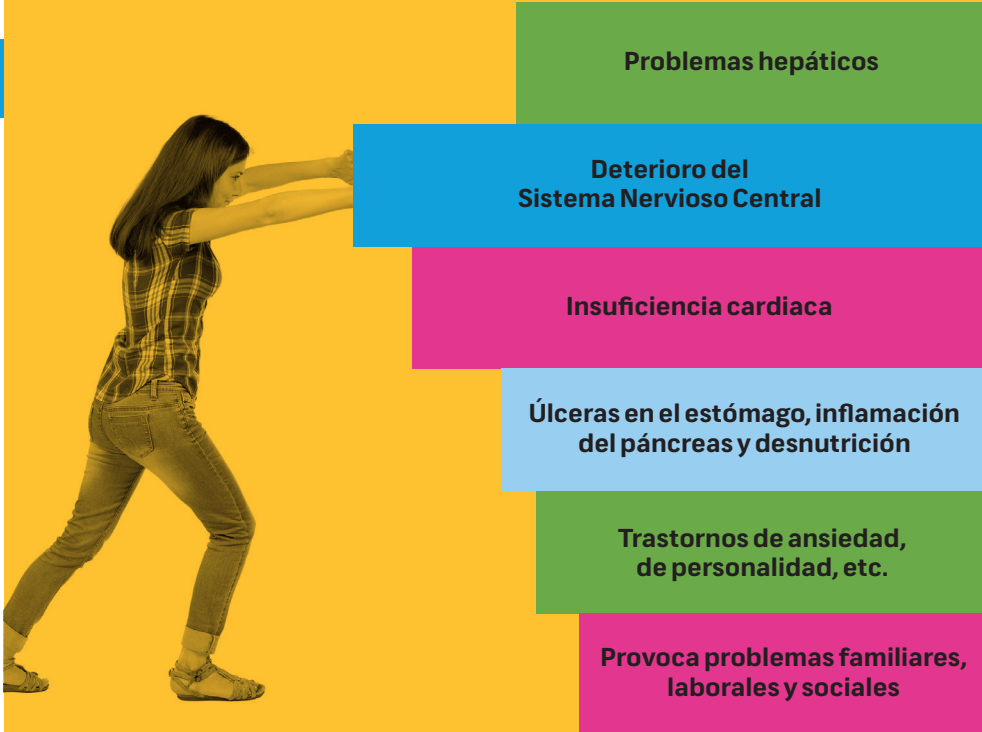 Problemas hepáticos
Deterioro del
Sistema Nervioso Central
Insuficiencia cardiaca
Úlceras en el estómago, inflamación
del páncreas y desnutrición
Trastornos de ansiedad,
de personalidad, etc.
Provoca problemas familiares,
laborales y sociales